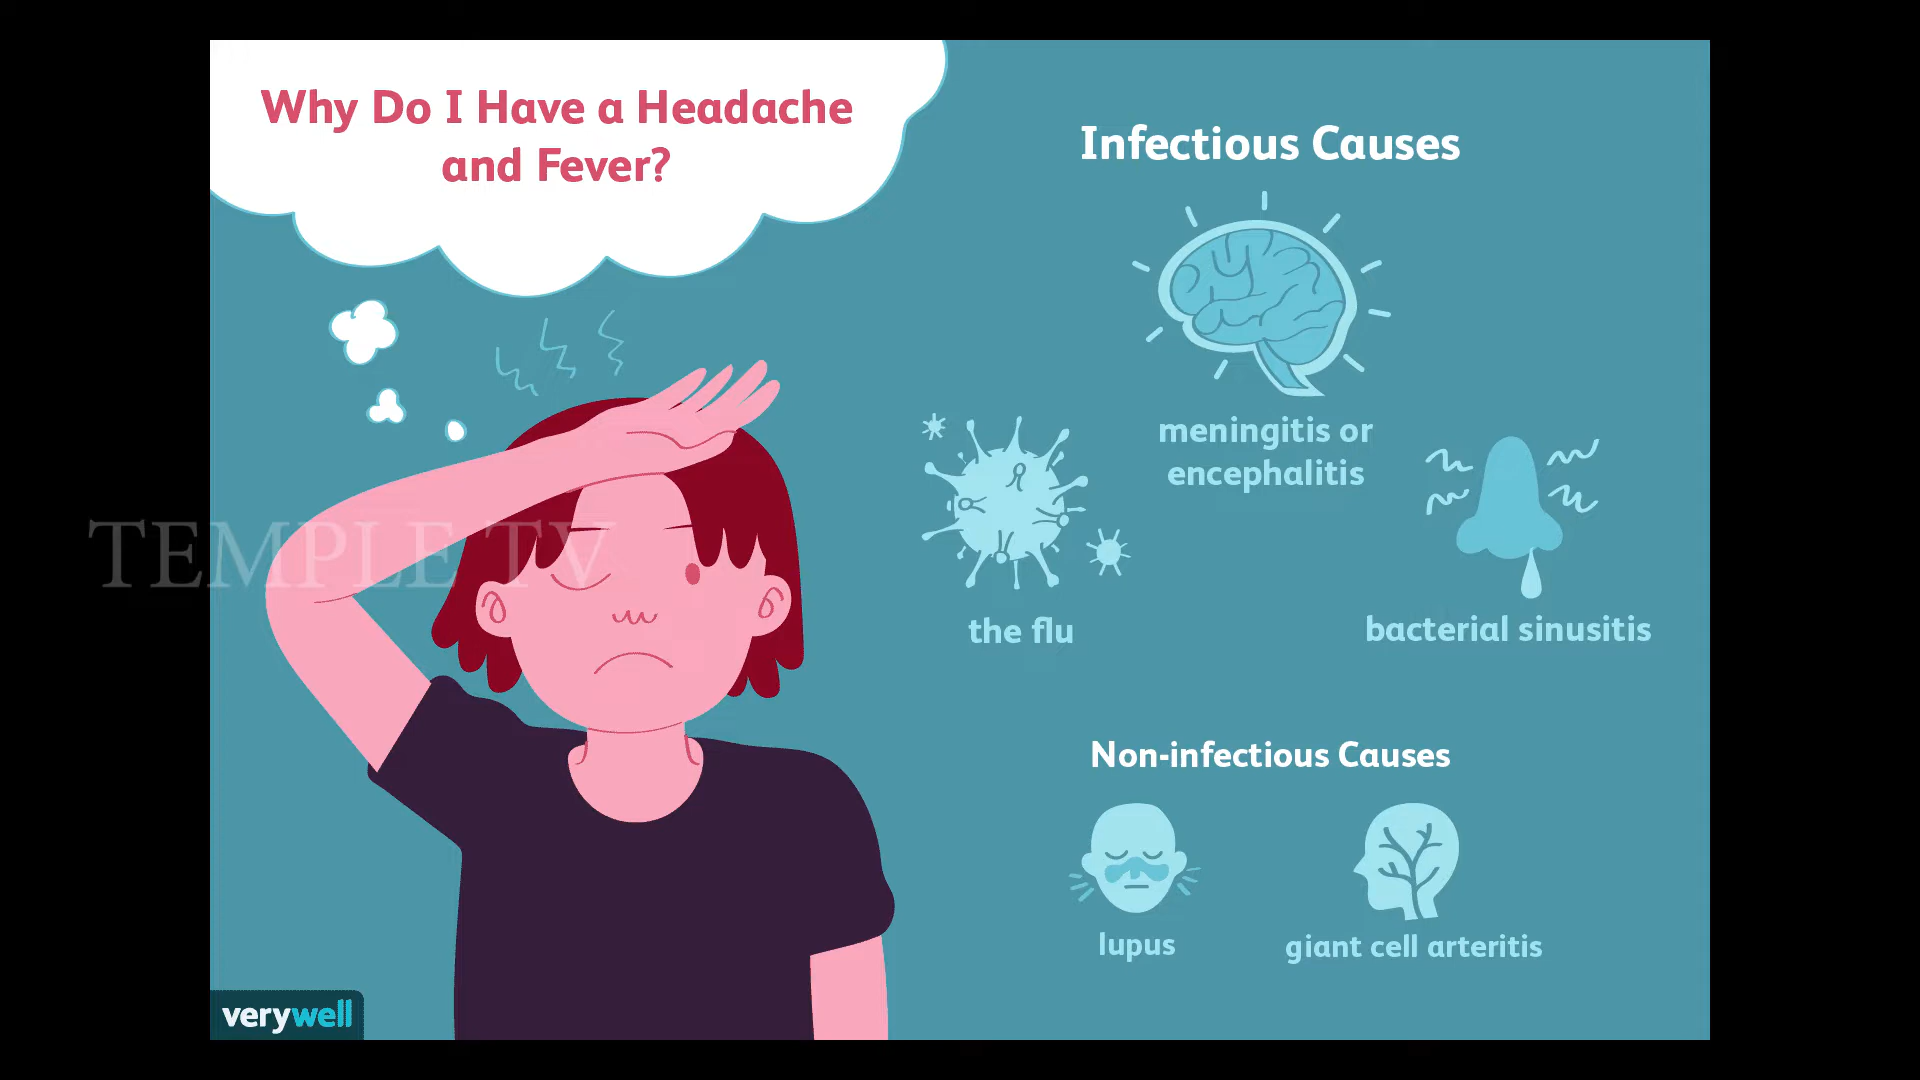 Why Do I Have a Headache
and Fever?
Infectious Causes
meningitis or
encephalitis
the flu
bacterial sinusitis
Non-infectious Causes
lupus
giant cell arteritis
TEMPLE TV
verywell